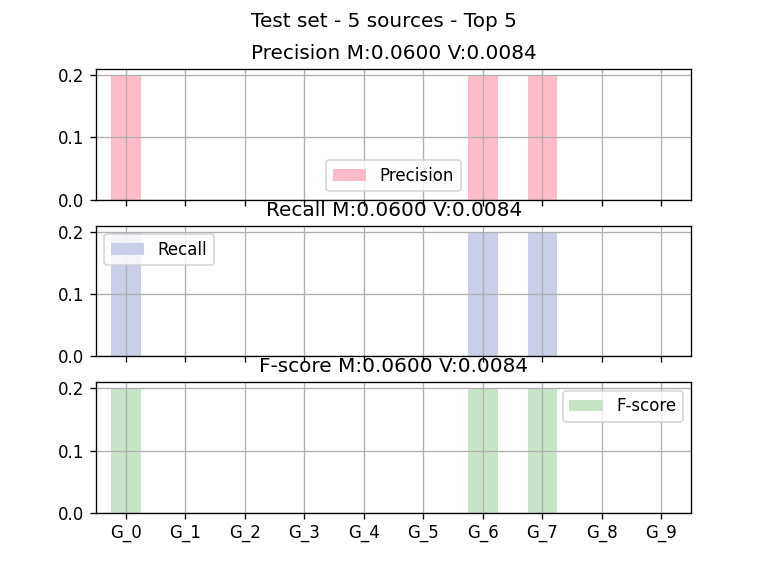 Test set - 5 sources - Top 5
Precision M:0.0600 V:0.0084
0.2
0.1
0.0
Precision
Recall M:0.0600 V:0.0084
0.2
0.1
0.0
Recall
F-score M:0.0600 V:0.0084
0.2
0.1
0.0
F-score
G_0 G_1 G_2 G_3 G_4 G_5 G_6 G_7 G_8 G_9